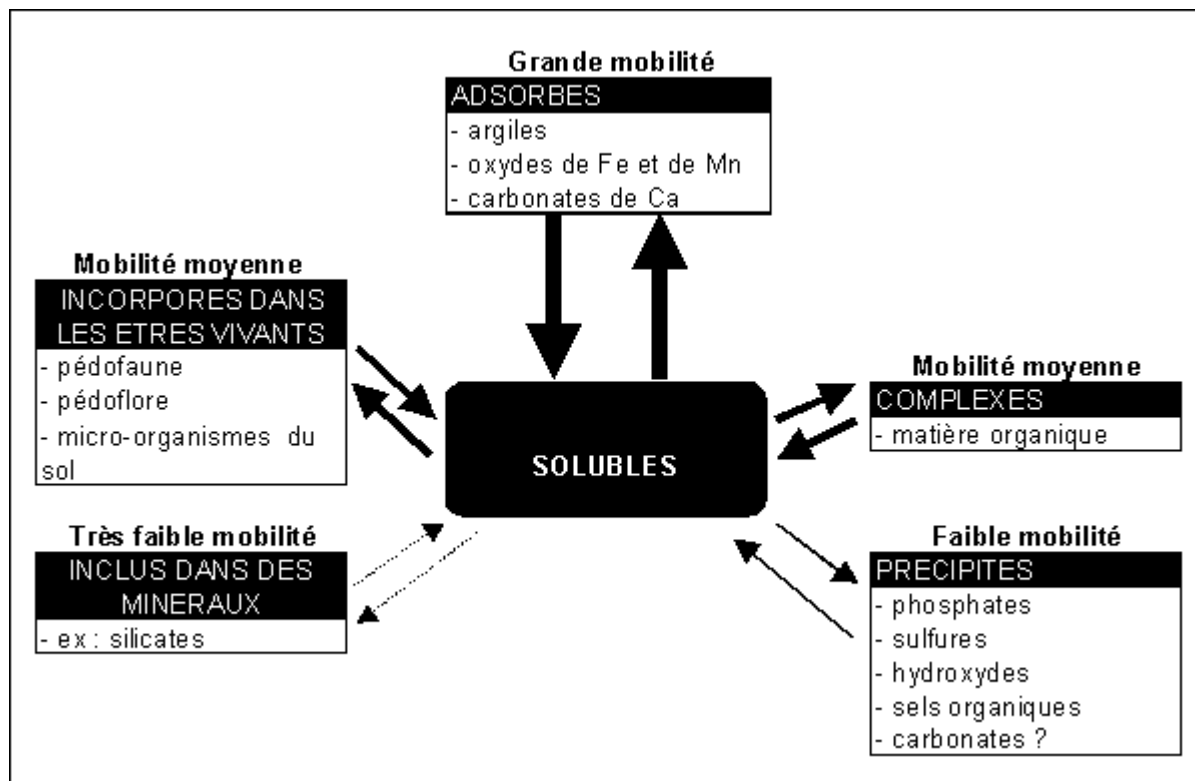 Grande mobilité
ADSORBES
- argiles
- oxydes de Fe et de Mn
- carbonates de Ca
Mobilité moyenne
INCORPORES DANS
LES ETRES VIVANTS
- pédofaune
- pédoflore
- micro-organismes du
sol
Mobilité moyenne
COMPLEXES
- matière organique
SOLUBLES
Très faible mobilité
INCLUS DANS DES
MINERAUX
- ex : silicates
Faible mobilité
PRECIPITES
- phosphates
- sulfures
- hydroxydes
- sels organiques
- carbonates ?